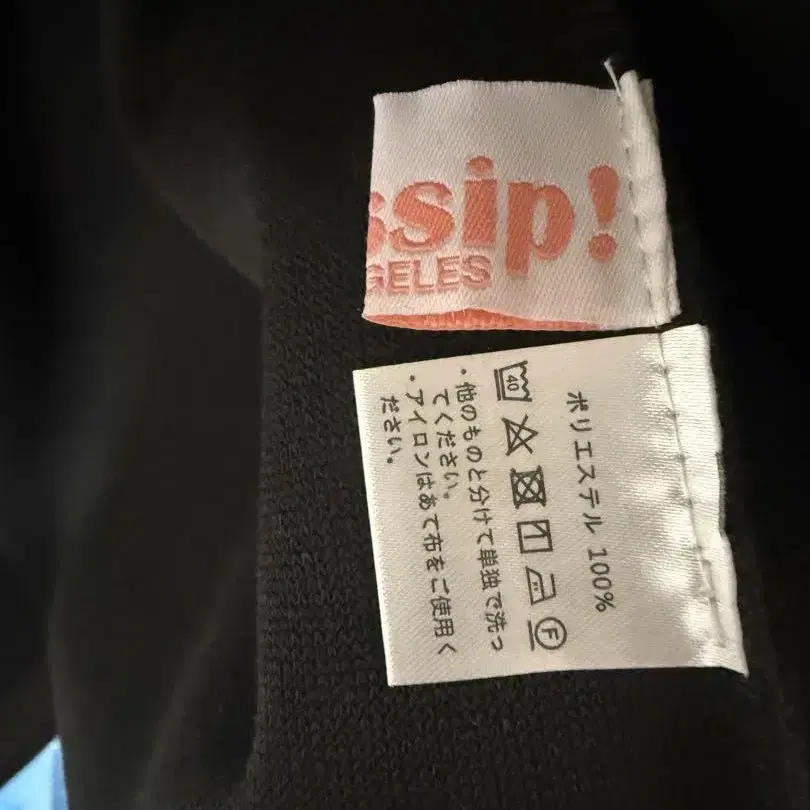 ssip!
GELES
ポリエステル 100%
40
F
・他のものと分けて単独で洗っ
てください。
・アイロンはあて布をご使用く
ださい。